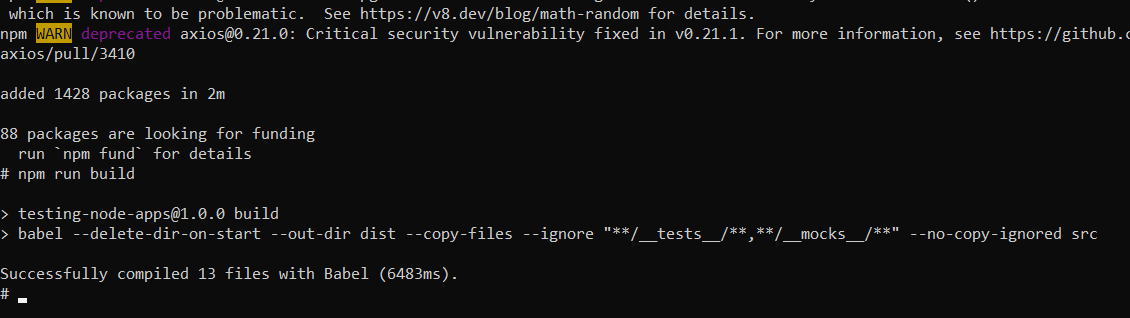 which is known to be problematic.  See https://v8.dev/blog/math-random for details.
npm WARN deprecated axios@0.21.0: Critical security vulnerability fixed in v0.21.1. For more information, see https://github.c
axios/pull/3410
added 1428 packages in 2m
88 packages are looking for funding
  run `npm fund` for details
# npm run build
> testing-node-apps@1.0.0 build
> babel --delete-dir-on-start --out-dir dist --copy-files --ignore "**/__tests__/**,**/__mocks__/**" --no-copy-ignored src
Successfully compiled 13 files with Babel (6483ms).
#